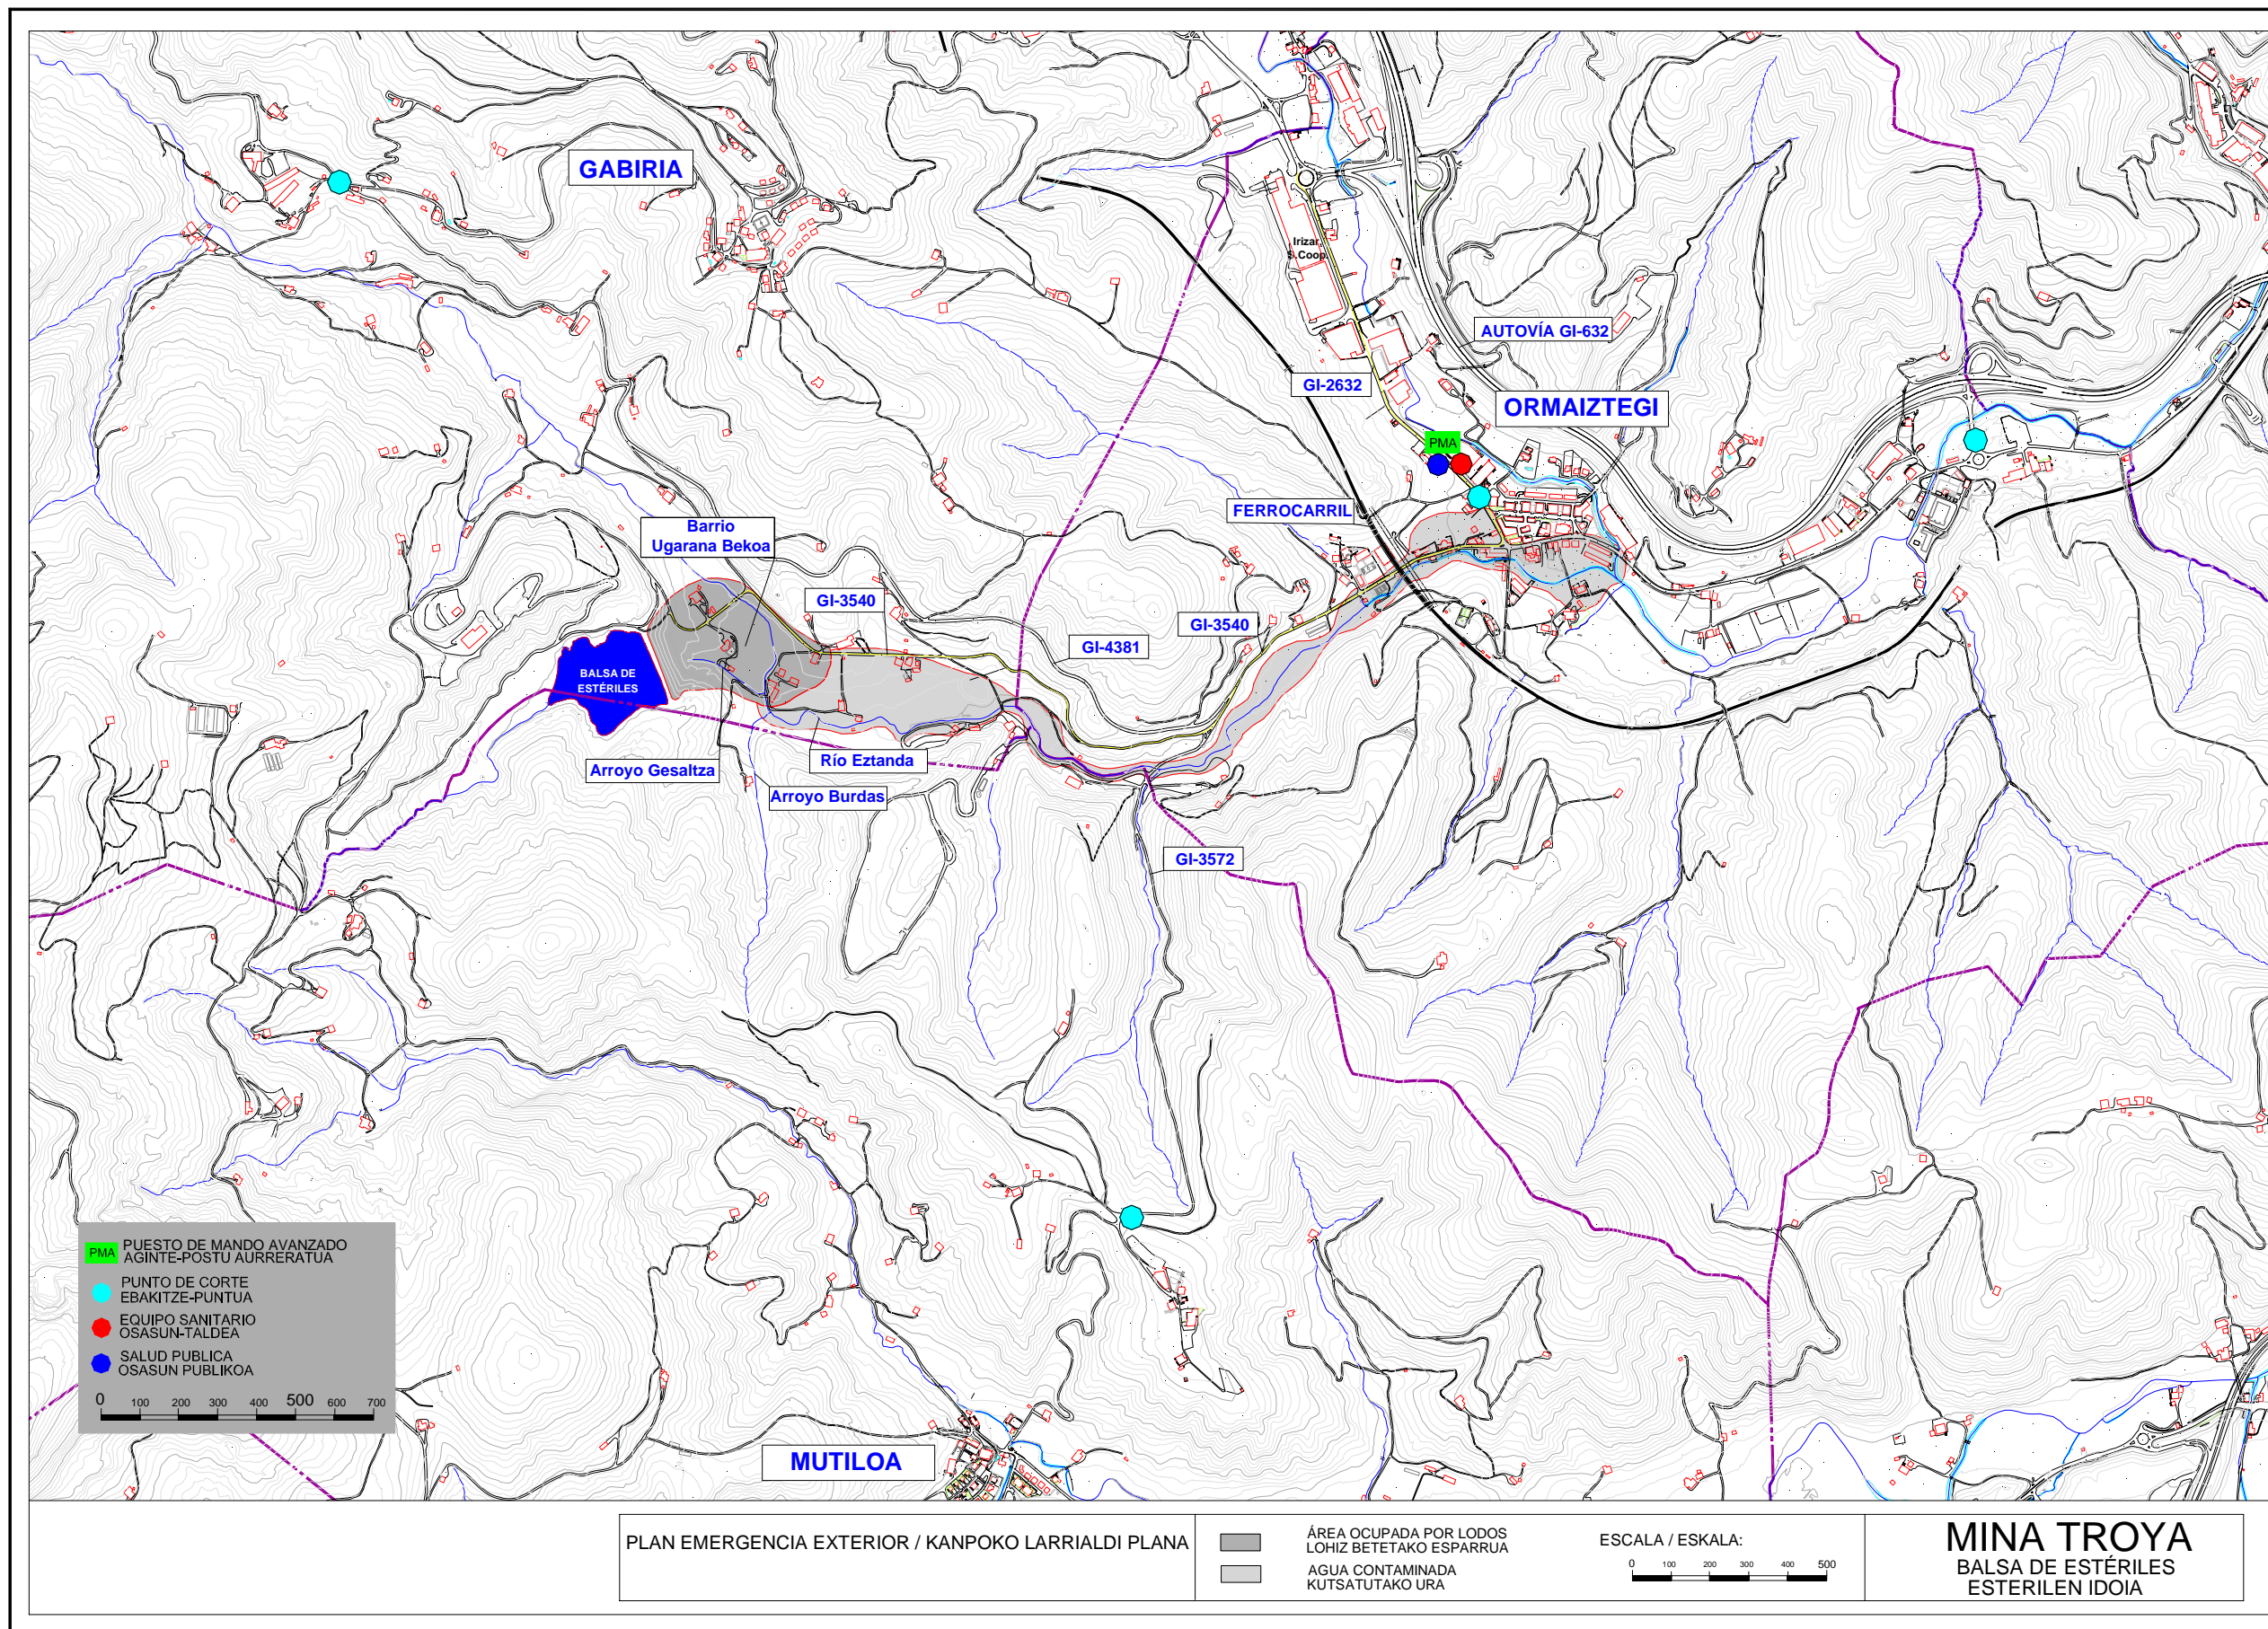 GABIRIA
Irizar
S.Coop.
AUTOVÍA GI-632
GI-2632
ORMAIZTEGI
PMA
FERROCARRIL
Barrio
Ugarana Bekoa
GI-3540
GI-3540
GI-4381
BALSA DE
ESTÉRILES
Río Eztanda
Arroyo Gesaltza
Arroyo Burdas
GI-3572
MUTILOA
PMA
PUESTO DE MANDO AVANZADO
AGINTE-POSTU AURRERATUA
PUNTO DE CORTE
EBAKITZE-PUNTUA
EQUIPO SANITARIO
OSASUN-TALDEA
SALUD PUBLICA
OSASUN PUBLIKOA
0 100 200 300 400 500 600 700
PLAN EMERGENCIA EXTERIOR / KANPOKO LARRIALDI PLANA
ÁREA OCUPADA POR LODOS
LOHIZ BETETAKO ESPARRUA
AGUA CONTAMINADA
KUTSATUTAKO URA
ESCALA / ESKALA:
0 100 200 300 400 500
MINA TROYA
BALSA DE ESTÉRILES
ESTERILEN IDOIA